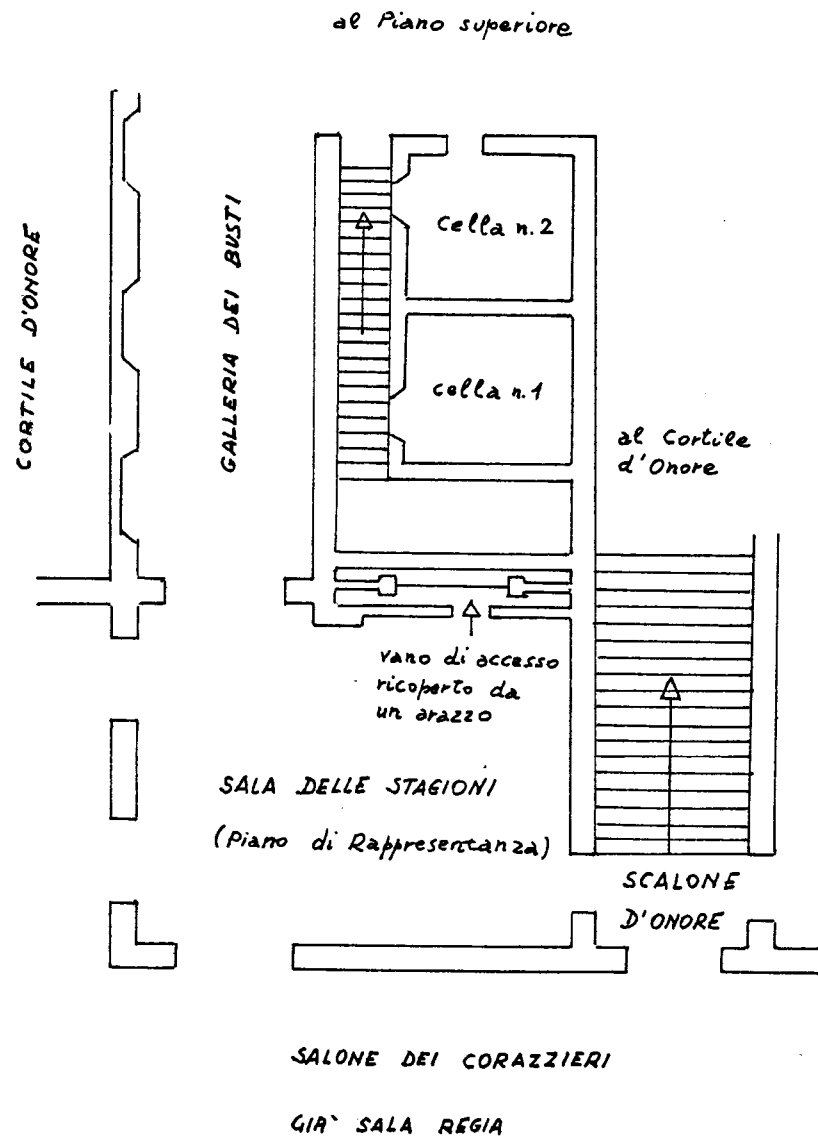 al Piano superiore
CORTILE D'ONORE
GALLERIA DEI BUSTI
cella n.2
cella n.1
al Cortile
d'Onore
vano di accesso
ricoperto da
un arazzo
SALA DELLE STAGIONI
(Piano di Rappresentanza)
SCALONE
D'ONORE
SALONE DEI CORAZZIERI
GIA` SALA REGIA